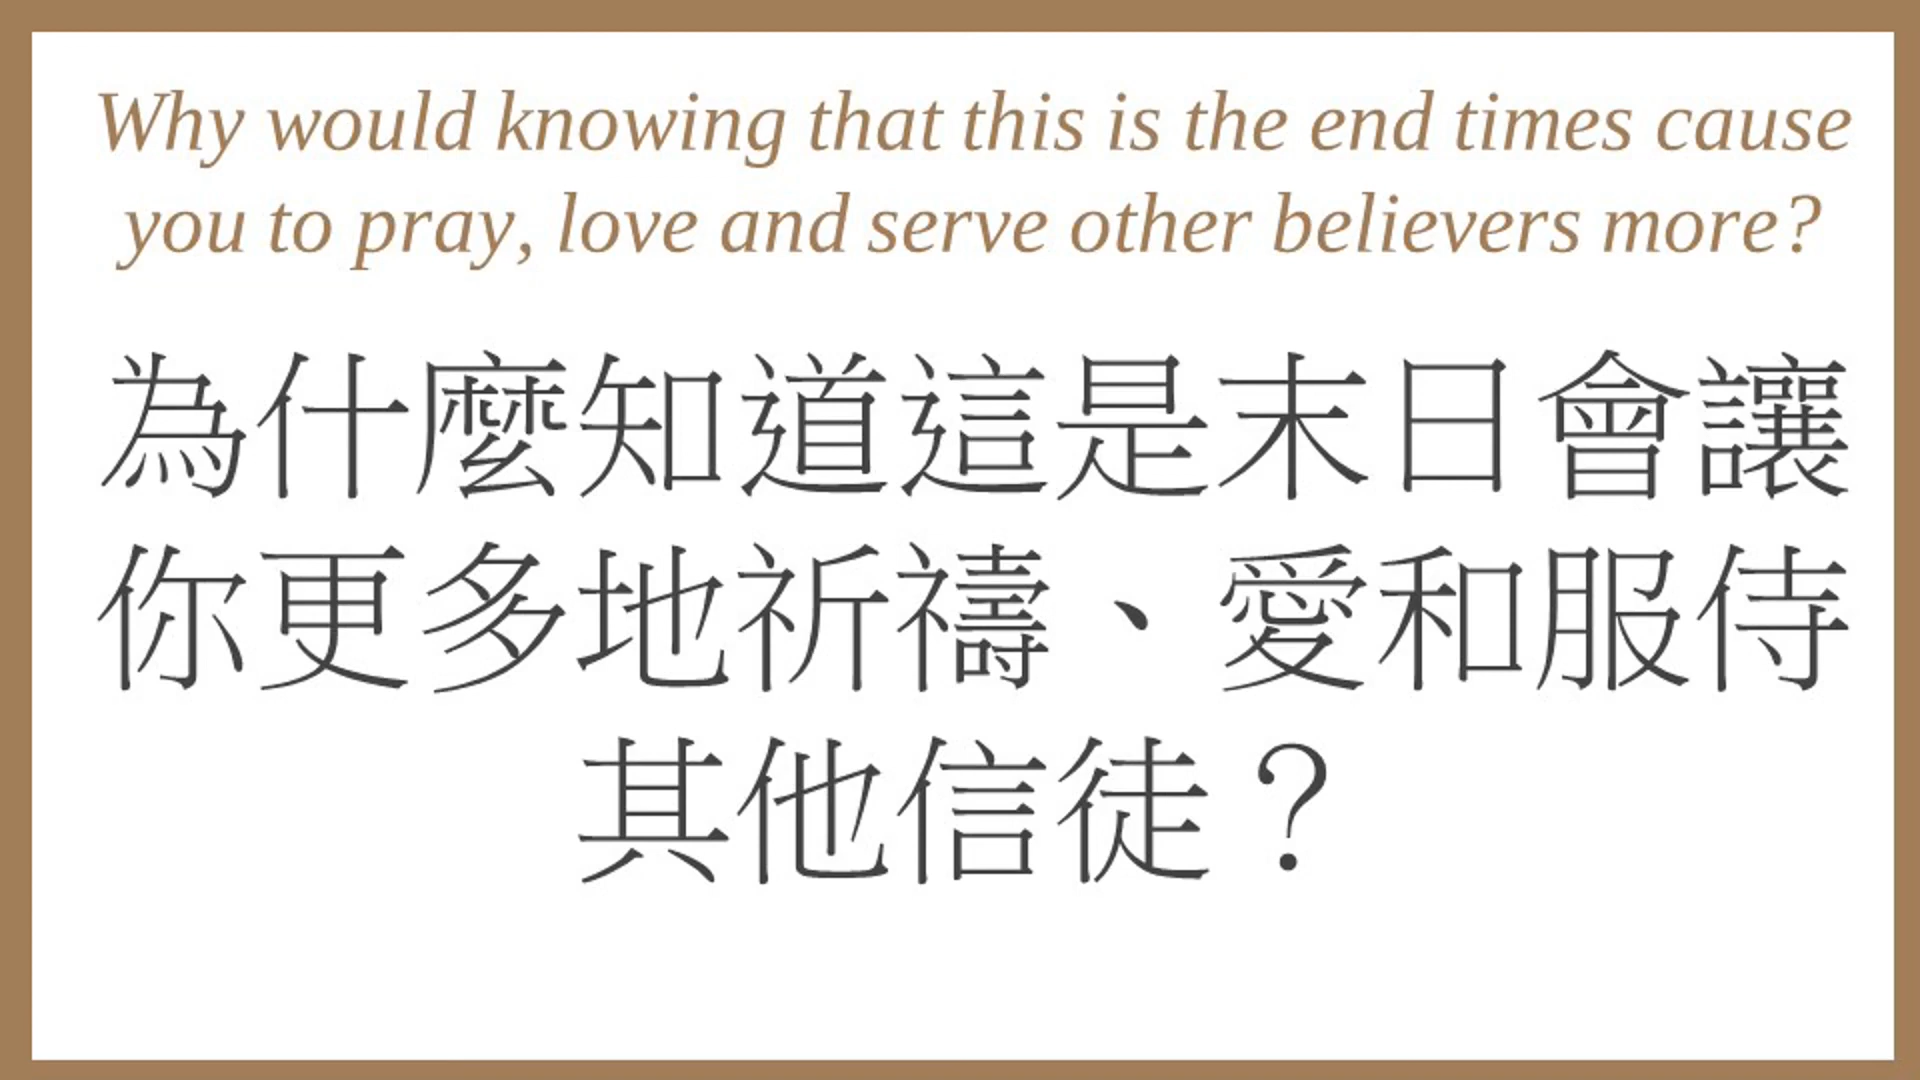 Why would knowing that this is the end times cause
you to pray, love and serve other believers more?
為什麼知道這是末日會讓
你更多地祈禱、愛和服侍
其他信徒？